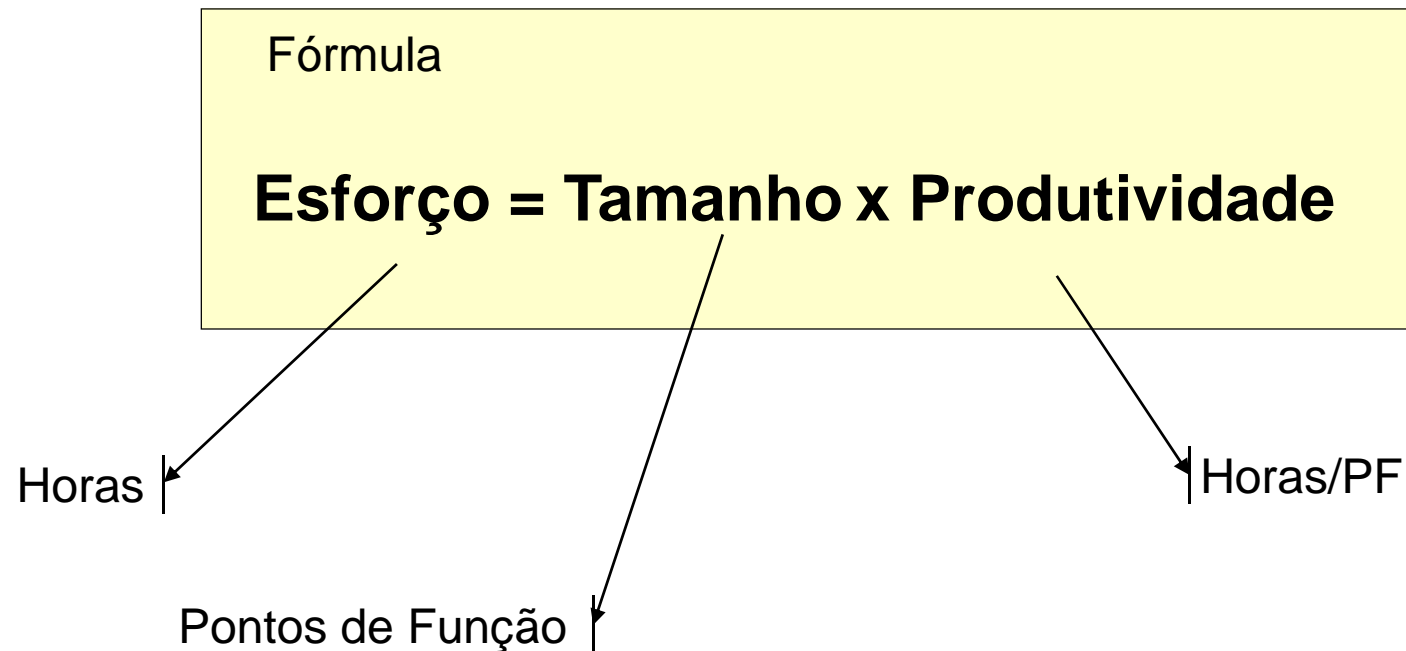 Fórmula
Esforço = Tamanho x Produtividade
Horas
Horas/PF
Pontos de Função